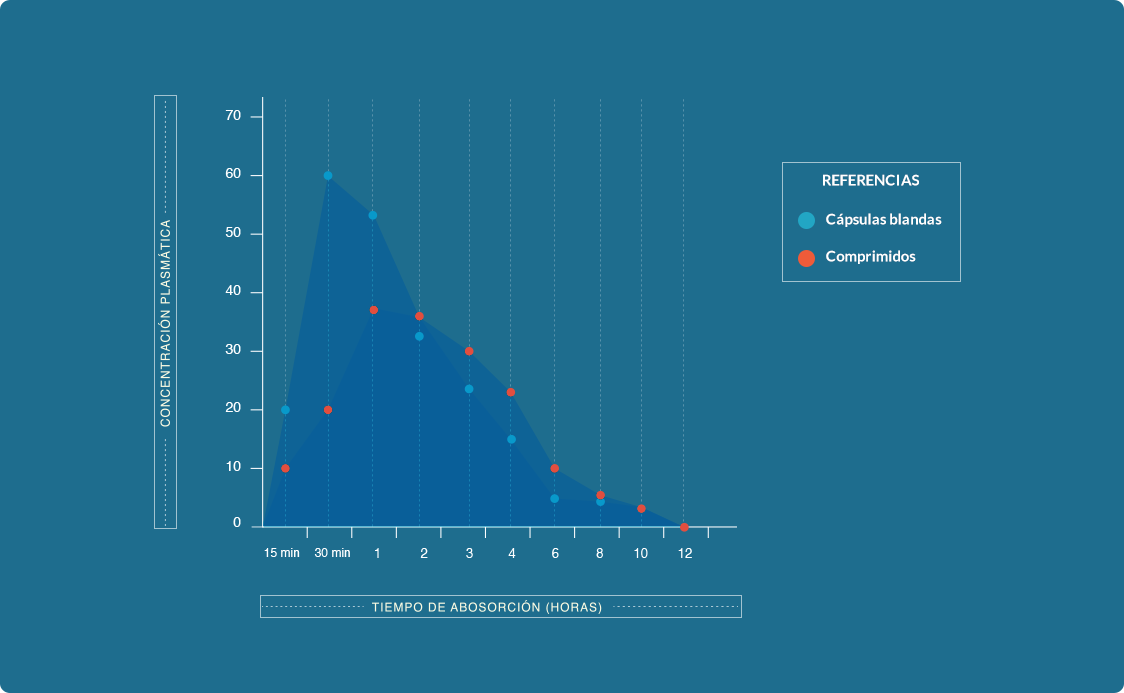 CONCENTRACIÓN PLASMÁTICA
70
60
50
40
30
20
10
0
15 min 30 min 1 2 3 4 6 8 10 12
TIEMPO DE ABOSORCIÓN (HORAS)
REFERENCIAS
Cápsulas blandas
Comprimidos